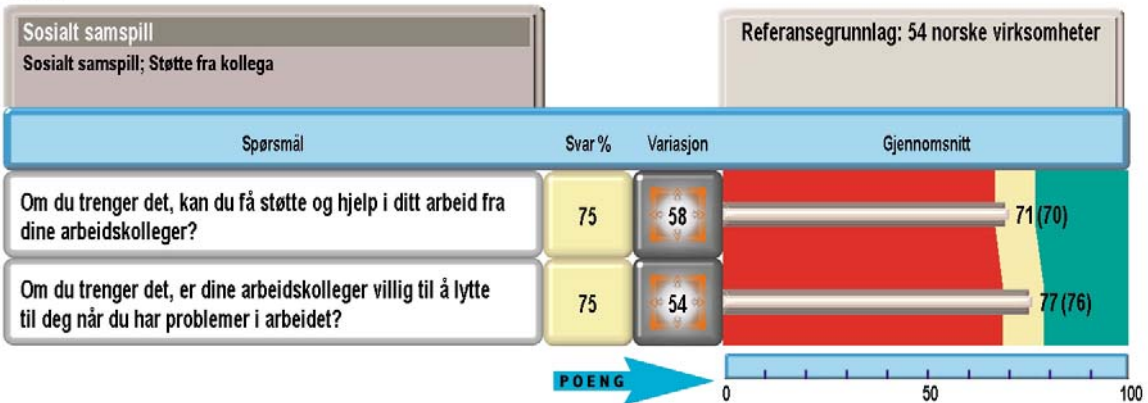 Sosialt samspill
Sosialt samspill; Støtte fra kollega
Referansegrunnlag: 54 norske virksomheter
Spørsmål Svar % Variasjon Gjennomsnitt
Om du trenger det, kan du få støtte og hjelp i ditt arbeid fra
dine arbeidskolleger?
75 58 71 (70)
Om du trenger det, er dine arbeidskolleger villig til å lytte
til deg når du har problemer i arbeidet?
75 54 77 (76)
POENG
0 50 100